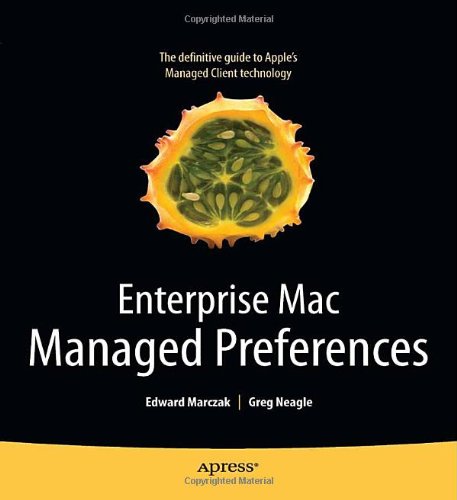 Copyrighted Material
The definitive guide to Apple's
Managed Client technology
Enterprise Mac
Managed Preferences
Edward Marczak | Greg Neagle
Apress®
Copyrighted Material